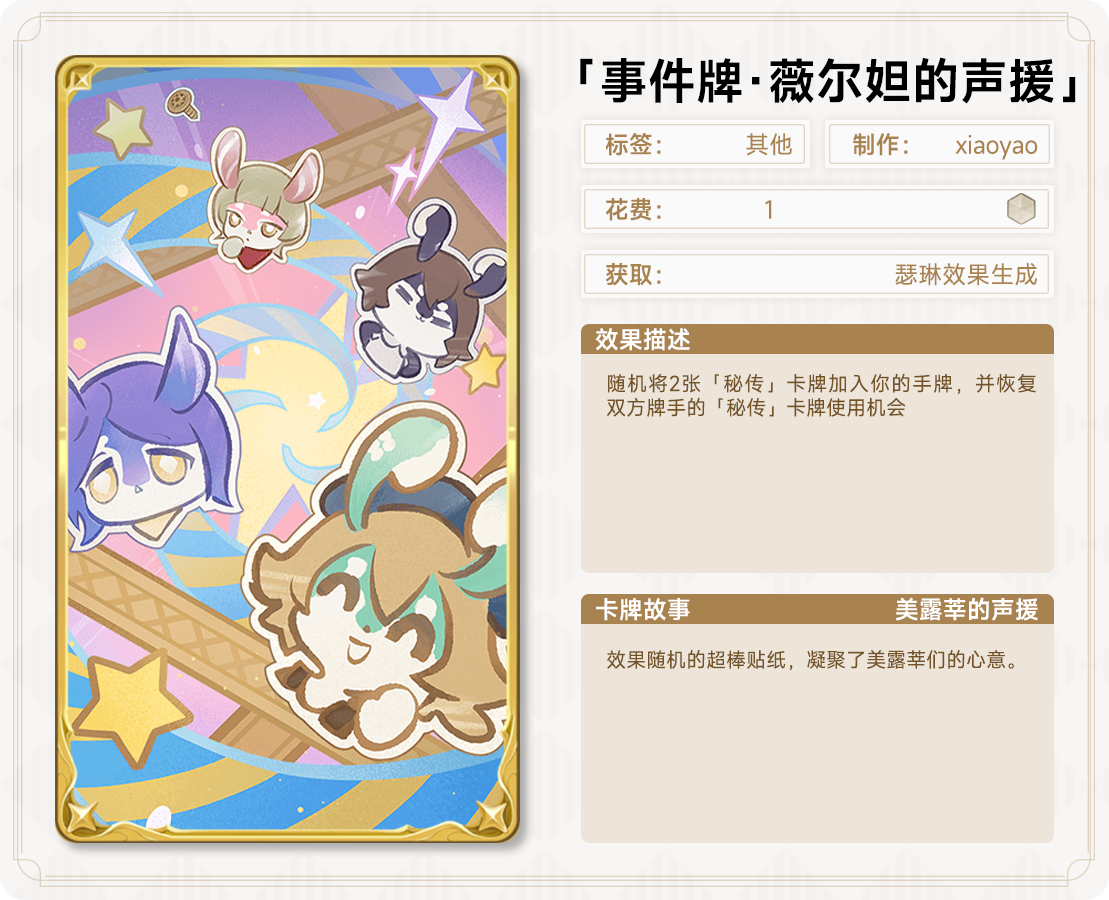 「事件牌·薇尔妲的声援」
标签： 其他 制作： xiaoyao
花费： 1
获取： 瑟琳效果生成
效果描述
随机将2张「秘传」卡牌加入你的手牌，并恢复
双方牌手的「秘传」卡牌使用机会
卡牌故事 美露莘的声援
效果随机的超棒贴纸，凝聚了美露莘们的心意。